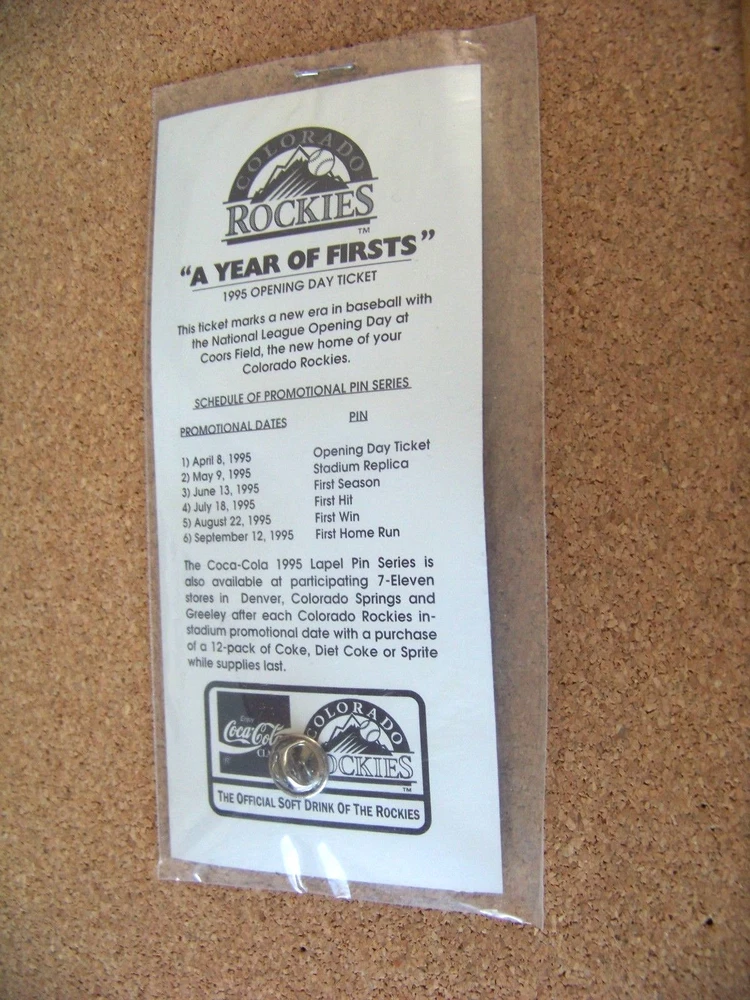 COLORADO
ROCKIES
TM
"A YEAR OF FIRSTS"
1995 OPENING DAY TICKET
This ticket marks a new era in baseball with
the National League Opening Day at
Coors Field, the new home of your
Colorado Rockies.
SCHEDULE OF PROMOTIONAL PIN SERIES
PROMOTIONAL DATES PIN
1) April 8, 1995 Opening Day Ticket
2) May 9, 1995 Stadium Replica
3) June 13, 1995 First Season
4) July 18, 1995 First Hit
5) August 22, 1995 First Win
6) September 12, 1995 First Home Run
The Coca-Cola 1995 Lapel Pin Series is
also available at participating 7-Eleven
stores in Denver, Colorado Springs and
Greeley after each Colorado Rockies in-
stadium promotional date with a purchase
of a 12-pack of Coke, Diet Coke or Sprite
while supplies last.
Enjoy
Coca-Cola
COLORADO
OCKIES
TM
THE OFFICIAL SOFT DRINK OF THE ROCKIES